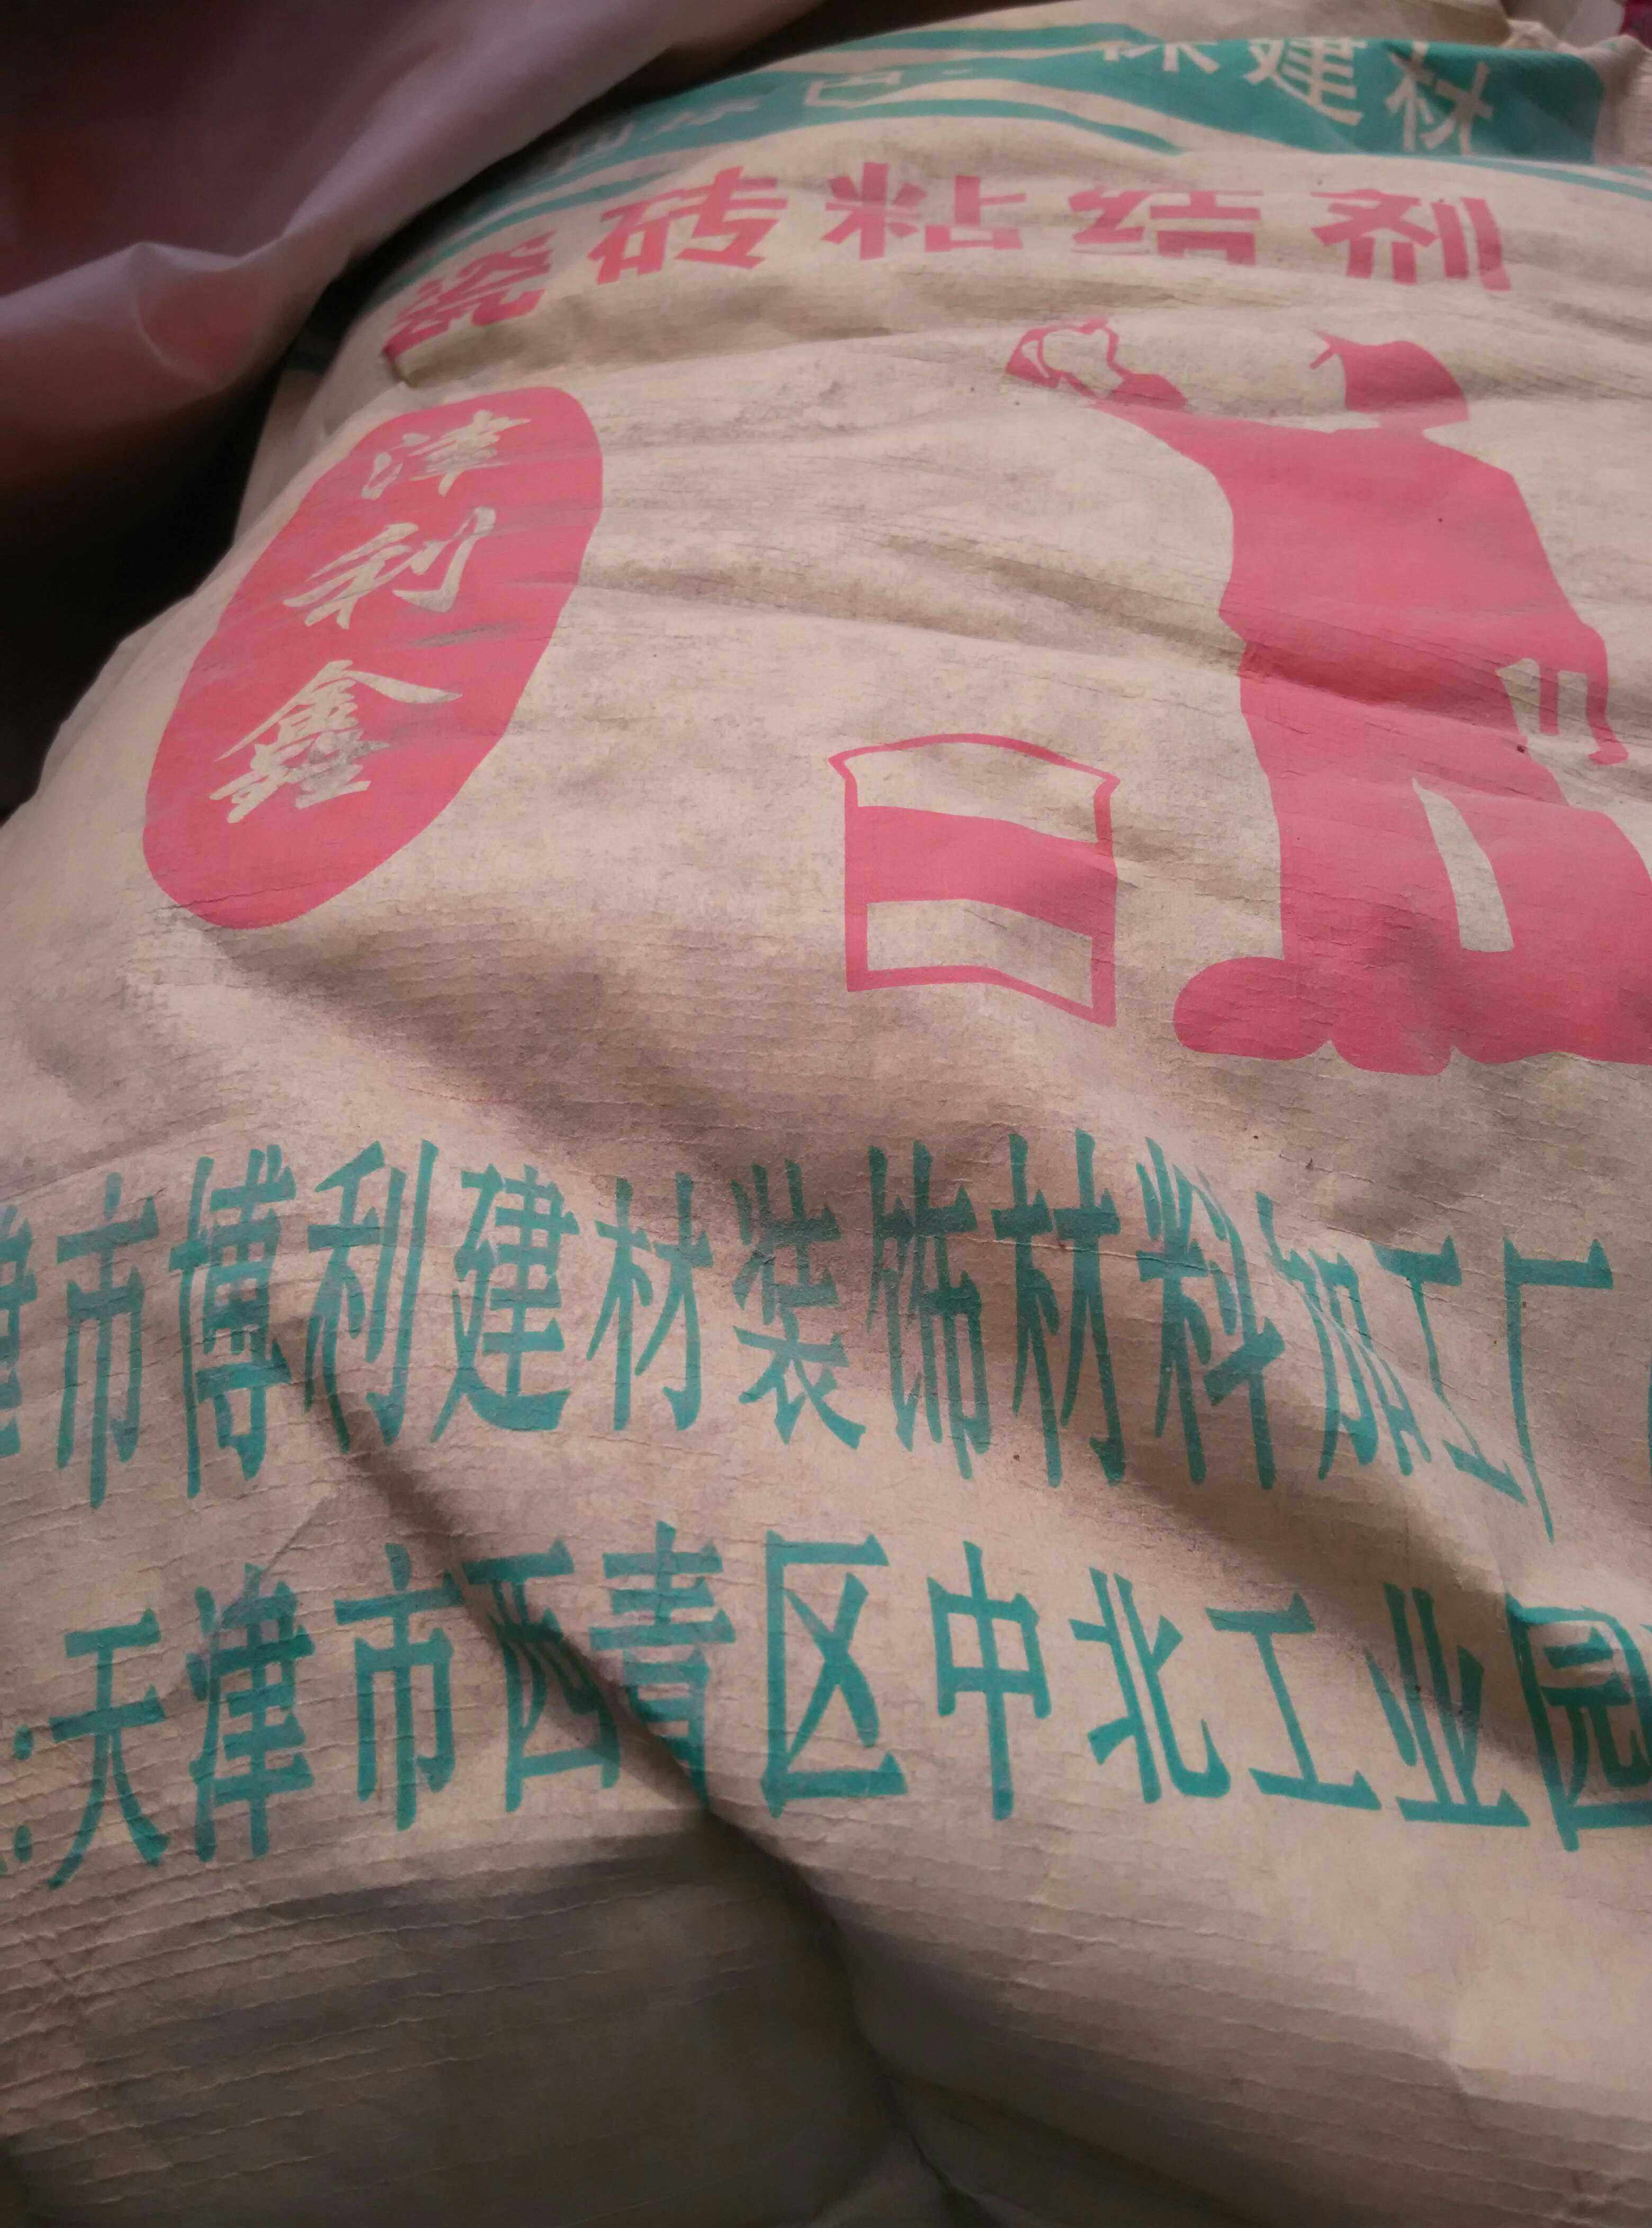 保建材
瓷砖粘结剂
津利鑫
津市博利建材装饰材料加工厂
:天津市西青区中北工业园